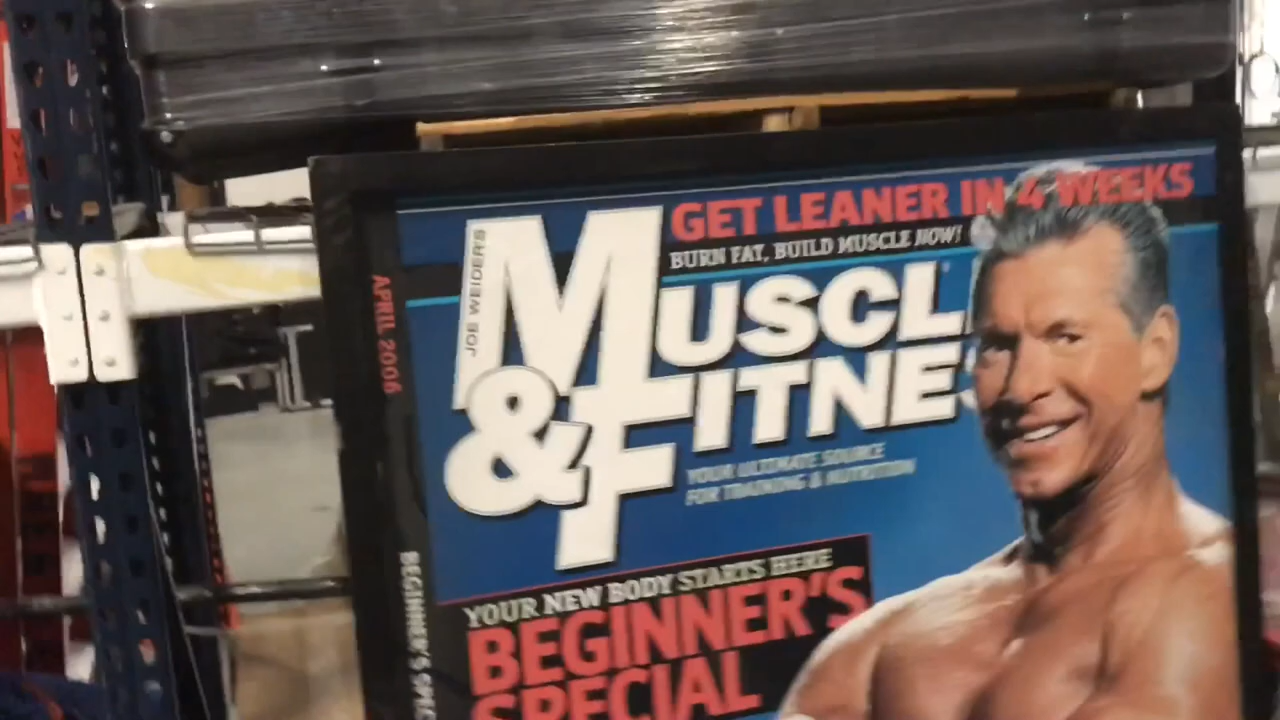 GET LEANER IN 4 WEEKS
BURN FAT, BUILD MUSCLE NOW!
JOE WEIDER'S
MUSCL
& FITNE
YOUR ULTIMATE SOURCE
FOR TRAINING & NUTRITION
APRIL 2006
YOUR NEW BODY STARTS HERE
BEGINNER'S
SPECIAL
BEGINNER'S SPEC